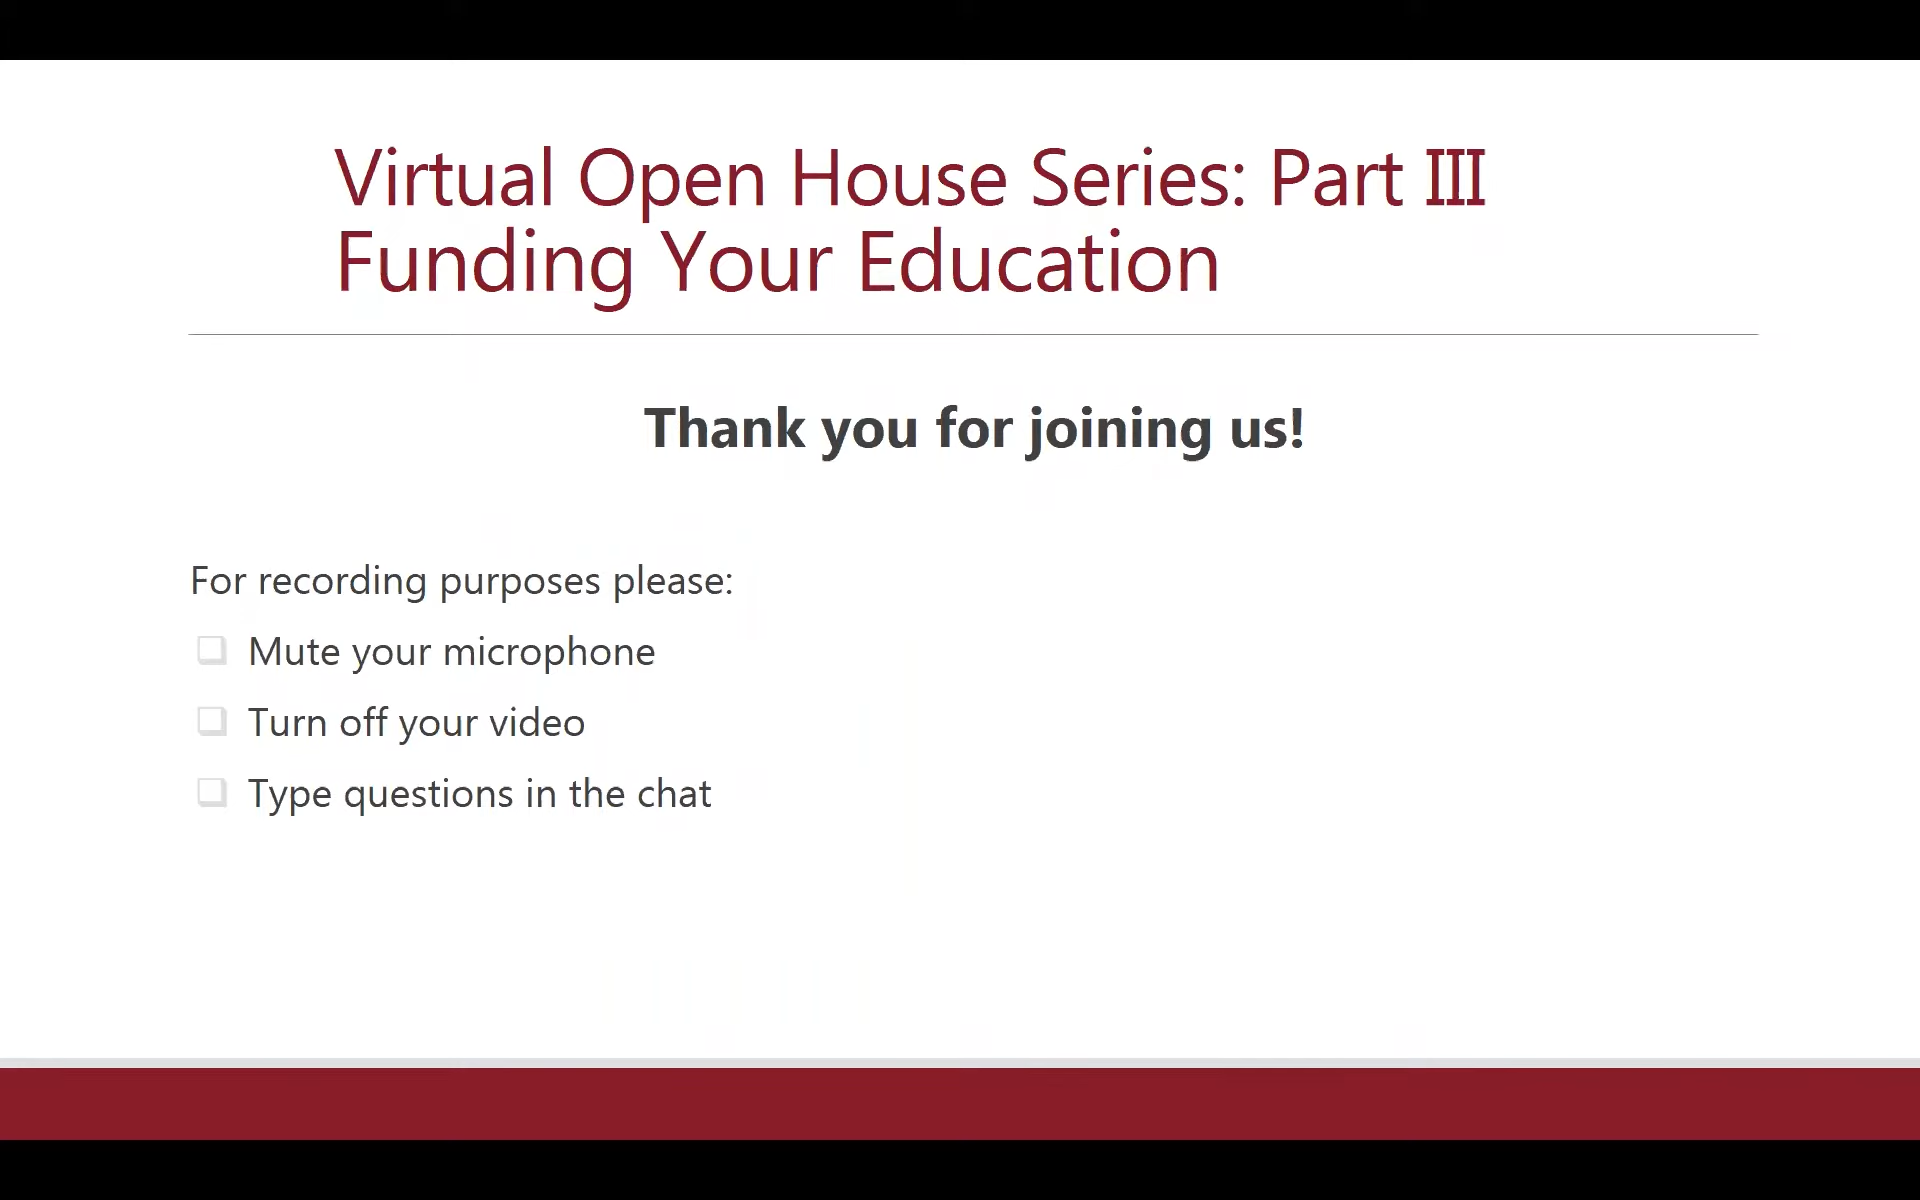 Virtual Open House Series: Part III
Funding Your Education
Thank you for joining us!
For recording purposes please:
Mute your microphone
Turn off your video
Type questions in the chat